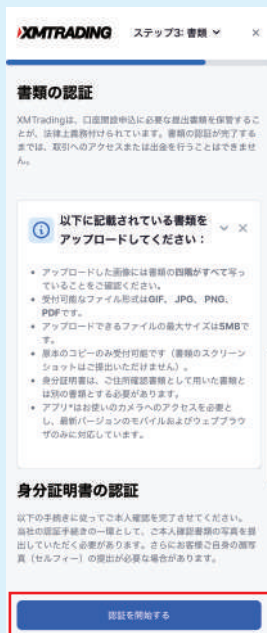 XMTRADING ステップ3: 書類
書類の認証
XMTradingは、口座開設申込に必要な提出書類を保管するこ
とが、法律上義務付けられています。書類の認証が完了する
までは、取引へのアクセスまたは出金を行うことはできませ
ん。
以下に記載されている書類を
アップロードしてください：
• アップロードした画像には書類の四隅がすべて写っ
ていることをご確認ください。
• 受付可能なファイル形式はGIF、JPG、PNG、
PDFです。
• アップロードできるファイルの最大サイズは5MBで
す。
• 原本のコピーのみ受付可能です（書類のスクリーン
ショットはご提出いただけません）。
• 身分証明書は、ご住所確認書類として用いた書類と
は別の書類とする必要があります。
• アプリ*はお使いのカメラへのアクセスを必要と
し、最新バージョンのモバイルおよびウェブブラウ
ザのみに対応しています。
身分証明書の認証
以下の手続きに従ってご本人確認を完了させてください。
当社の認証手続きの一環として、ご本人確認書類の写真を提
出していただく必要があります。さらにお客様ご自身の顔写
真（セルフィー）の提出が必要な場合があります。
認証を開始する